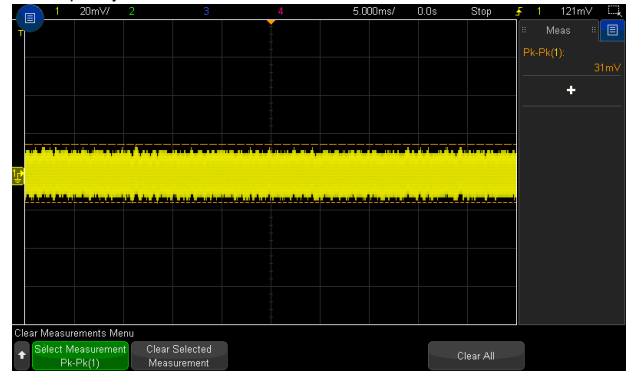 1 20mV/ 2 3 4 5.000ms/ 0.0s Stop 1 121mV
T
Meas
Pk-Pk(1):
31mV
+
1
Clear Measurements Menu
Select Measurement
Pk-Pk(1)
Clear Selected
Measurement
Clear All